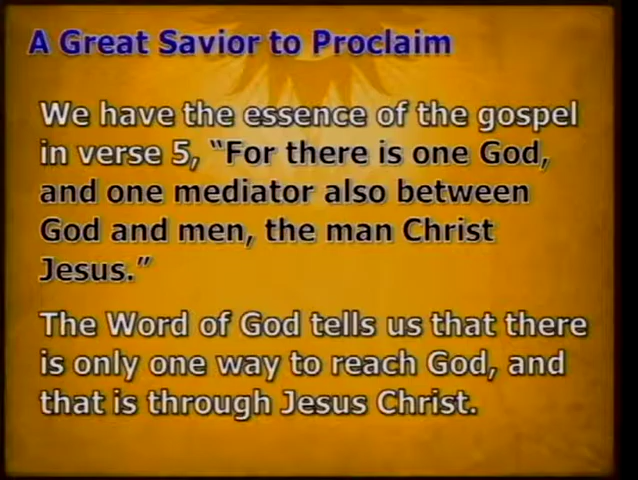 A Great Savior to Proclaim
We have the essence of the gospel
in verse 5, “For there is one God,
and one mediator also between
God and men, the man Christ
Jesus.”
The Word of God tells us that there
is only one way to reach God, and
that is through Jesus Christ.